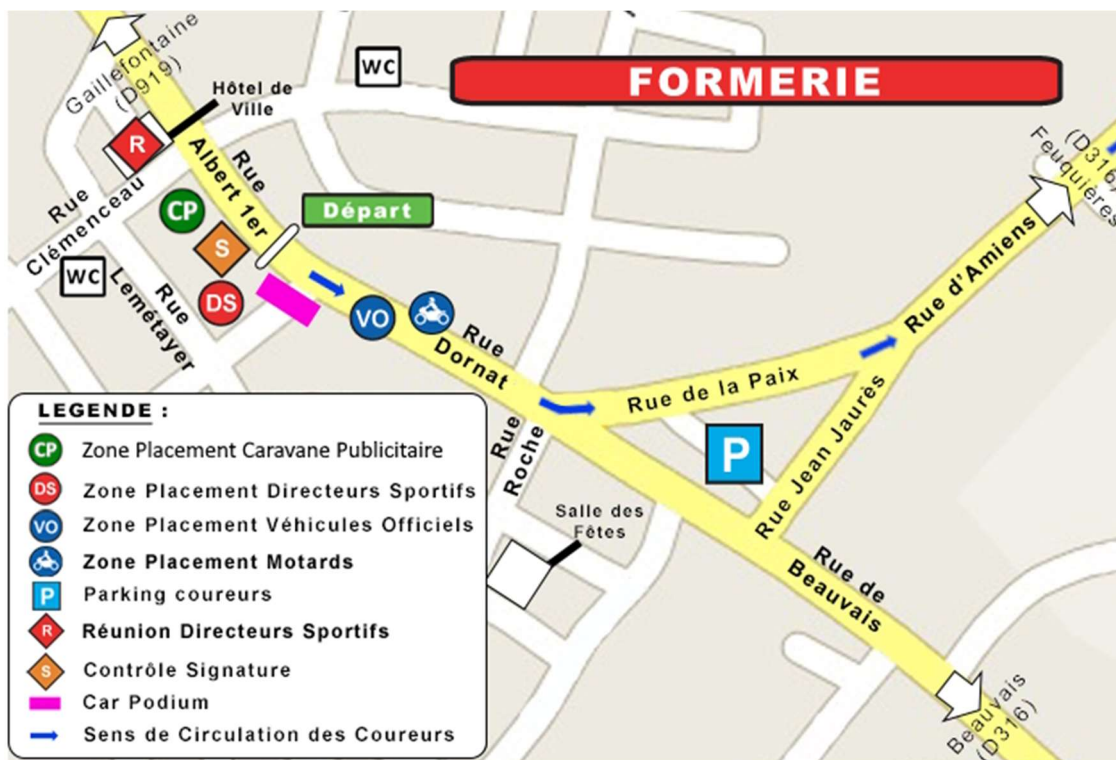 FORMERIE
Gaillefontaine
(D919)
WC
Hôtel de
Ville
R
Rue
Albert 1er
Rue
Clémenceau
CP
S
DS
Départ
WC
Rue
Lemétayer
VO
Rue
Dornat
(D316)
Feuquières
Rue d'Amiens
Rue de la Paix
P
Rue Jean Jaurès
Rue
Roche
Salle des
Fêtes
Rue de
Beauvais
Beauvais
(D316)
LEGENDE :
CP Zone Placement Caravane Publicitaire
DS Zone Placement Directeurs Sportifs
VO Zone Placement Véhicules Officiels
Zone Placement Motards
P Parking coureurs
R Réunion Directeurs Sportifs
S Contrôle Signature
Car Podium
Sens de Circulation des Coureurs